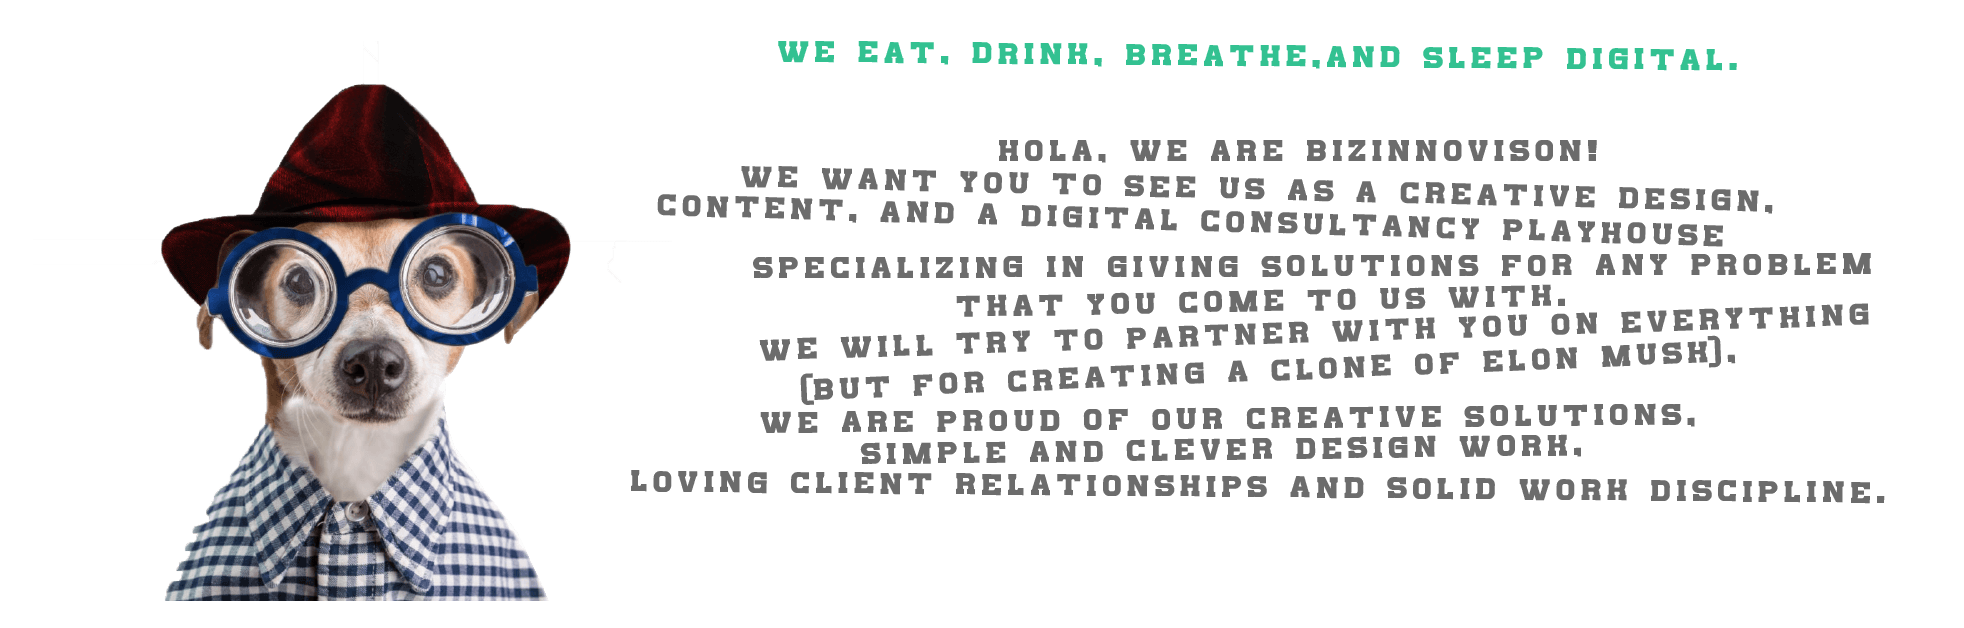 WE EAT, DRINK, BREATHE,AND SLEEP DIGITAL.
HOLA, WE ARE BIZINNOVISON!
WE WANT YOU TO SEE US AS A CREATIVE DESIGN,
CONTENT, AND A DIGITAL CONSULTANCY PLAYHOUSE
SPECIALIZING IN GIVING SOLUTIONS FOR ANY PROBLEM
THAT YOU COME TO US WITH.
WE WILL TRY TO PARTNER WITH YOU ON EVERYTHING
(BUT FOR CREATING A CLONE OF ELON MUSK).
WE ARE PROUD OF OUR CREATIVE SOLUTIONS,
SIMPLE AND CLEVER DESIGN WORK,
LOVING CLIENT RELATIONSHIPS AND SOLID WORK DISCIPLINE.